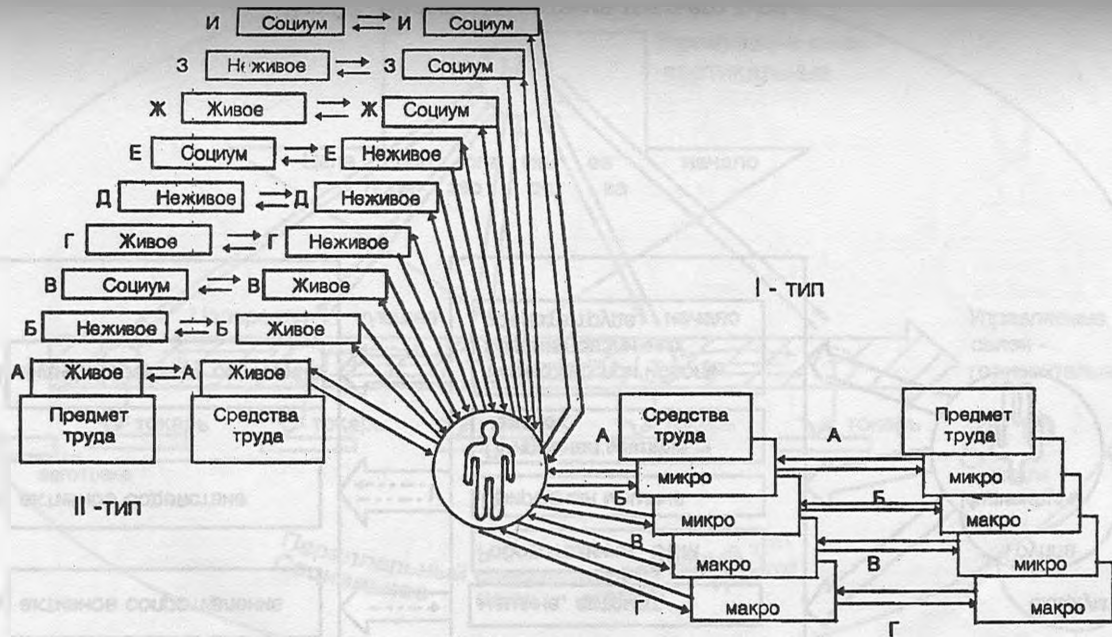 И Социум И Социум
З Неживое З Социум
Ж Живое Ж Социум
Е Социум Е Неживое
Д Неживое Д Неживое
Г Живое Г Неживое
В Социум В Живое
I - ТИП
Б Неживое Б Живое
А Живое А Живое
Предмет
труда
Средства
труда
II -ТИП
Средства
труда
А
А
Предмет
труда
микро
микро
Б
Б
микро
макро
В
В
макро
микро
Г
макро
макро
Г